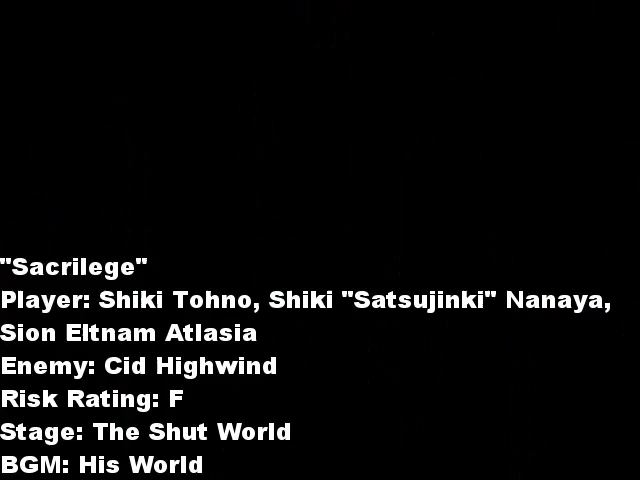 "Sacrilege"
Player: Shiki Tohno, Shiki "Satsujinki" Nanaya,
Sion Eltnam Atlasia
Enemy: Cid Highwind
Risk Rating: F
Stage: The Shut World
BGM: His World